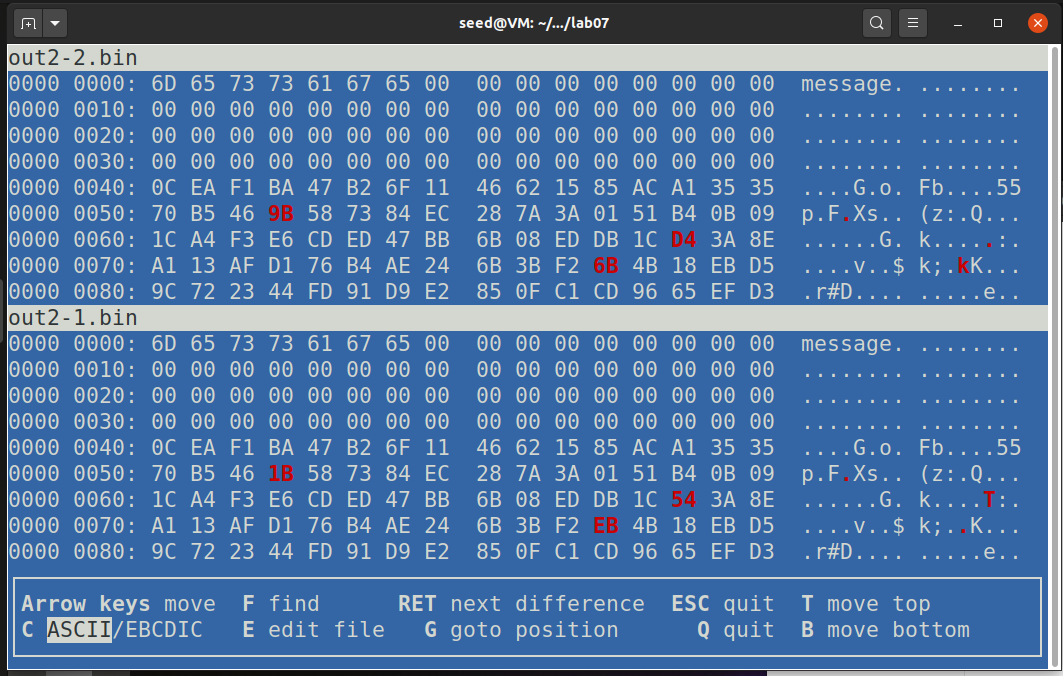 seed@VM: ~/.../lab07
out2-2.bin
0000 0000: 6D 65 73 73 61 67 65 00  00 00 00 00 00 00 00 00  message. ........
0000 0010: 00 00 00 00 00 00 00 00  00 00 00 00 00 00 00 00  ........ ........
0000 0020: 00 00 00 00 00 00 00 00  00 00 00 00 00 00 00 00  ........ ........
0000 0030: 00 00 00 00 00 00 00 00  00 00 00 00 00 00 00 00  ........ ........
0000 0040: 0C EA F1 BA 47 B2 6F 11  46 62 15 85 AC A1 35 35  ....G.o. Fb....55
0000 0050: 70 B5 46 9B 58 73 84 EC  28 7A 3A 01 51 B4 0B 09  p.F.Xs.. (z:.Q...
0000 0060: 1C A4 F3 E6 CD ED 47 BB  6B 08 ED DB 1C D4 3A 8E  ......G. k.....:.
0000 0070: A1 13 AF D1 76 B4 AE 24  6B 3B F2 6B 4B 18 EB D5  ....v..$ k;.kK...
0000 0080: 9C 72 23 44 FD 91 D9 E2  85 0F C1 CD 96 65 EF D3  .r#D.... .....e..
out2-1.bin
0000 0000: 6D 65 73 73 61 67 65 00  00 00 00 00 00 00 00 00  message. ........
0000 0010: 00 00 00 00 00 00 00 00  00 00 00 00 00 00 00 00  ........ ........
0000 0020: 00 00 00 00 00 00 00 00  00 00 00 00 00 00 00 00  ........ ........
0000 0030: 00 00 00 00 00 00 00 00  00 00 00 00 00 00 00 00  ........ ........
0000 0040: 0C EA F1 BA 47 B2 6F 11  46 62 15 85 AC A1 35 35  ....G.o. Fb....55
0000 0050: 70 B5 46 1B 58 73 84 EC  28 7A 3A 01 51 B4 0B 09  p.F.Xs.. (z:.Q...
0000 0060: 1C A4 F3 E6 CD ED 47 BB  6B 08 ED DB 1C 54 3A 8E  ......G. k....T:.
0000 0070: A1 13 AF D1 76 B4 AE 24  6B 3B F2 EB 4B 18 EB D5  ....v..$ k;..K...
0000 0080: 9C 72 23 44 FD 91 D9 E2  85 0F C1 CD 96 65 EF D3  .r#D.... .....e..
Arrow keys move  F find      RET next difference  ESC quit  T move top
C ASCII/EBCDIC   E edit file   G goto position      Q quit  B move bottom